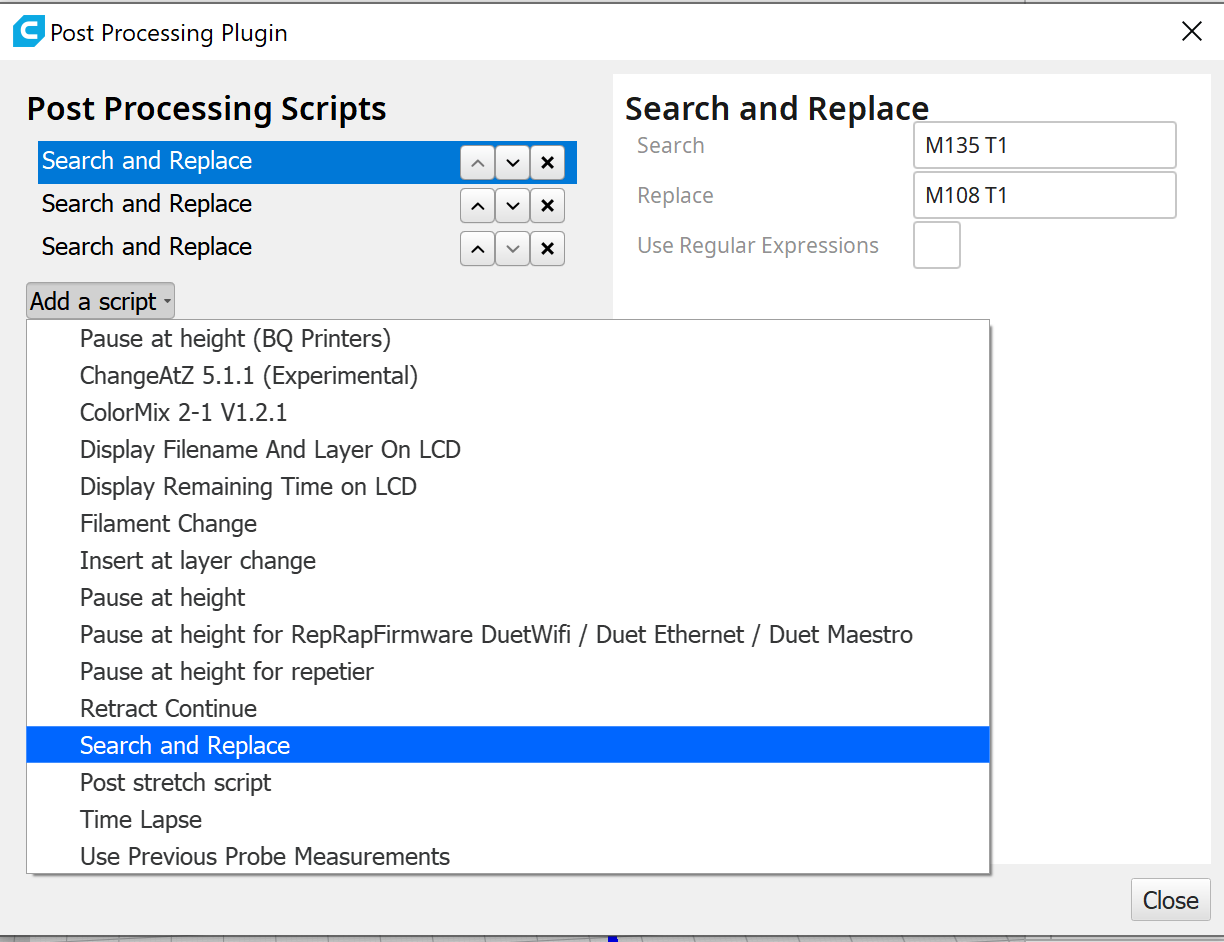 Post Processing Plugin
Post Processing Scripts
Search and Replace
Search and Replace
Search and Replace
Add a script
Pause at height (BQ Printers)
ChangeAtZ 5.1.1 (Experimental)
ColorMix 2-1 V1.2.1
Display Filename And Layer On LCD
Display Remaining Time on LCD
Filament Change
Insert at layer change
Pause at height
Pause at height for RepRapFirmware DuetWifi / Duet Ethernet / Duet Maestro
Pause at height for repetier
Retract Continue
Search and Replace
Post stretch script
Time Lapse
Use Previous Probe Measurements
Search and Replace
Search M135 T1
Replace M108 T1
Use Regular Expressions
Close